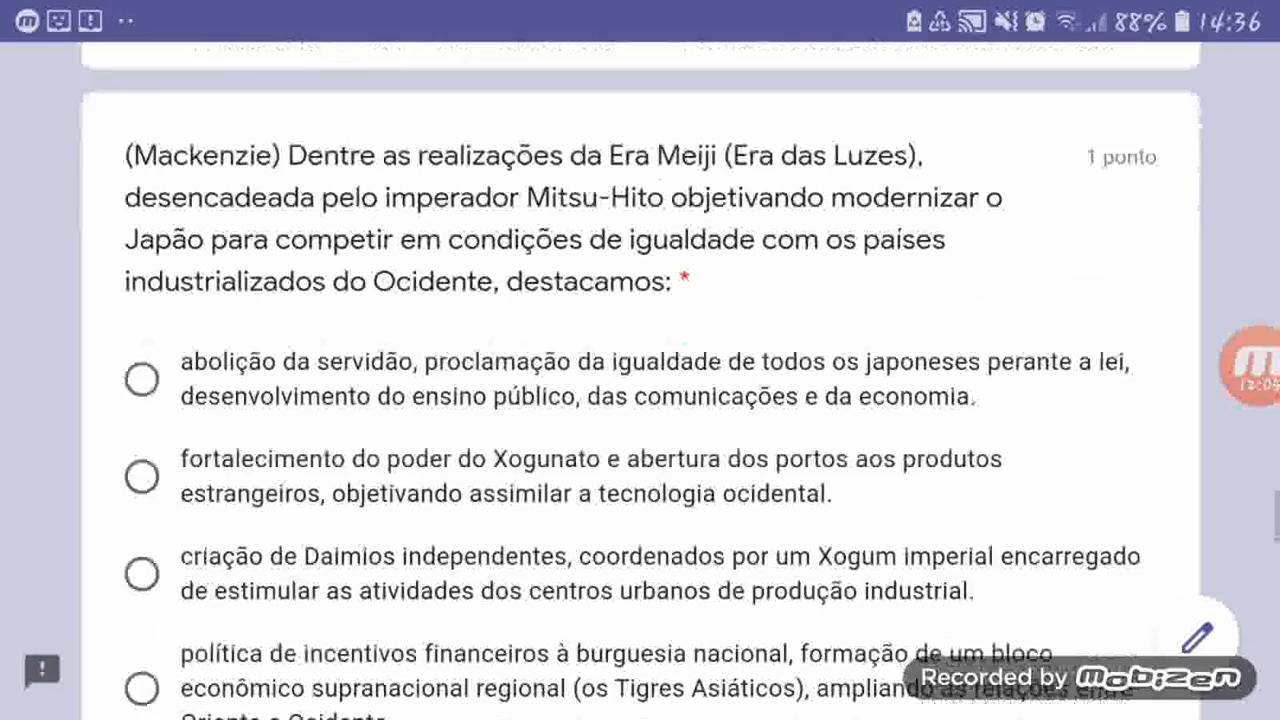 88% 14:36
(Mackenzie) Dentre as realizações da Era Meiji (Era das Luzes),
1 ponto
desencadeada pelo imperador Mitsu-Hito objetivando modernizar o
Japão para competir em condições de igualdade com os países
industrializados do Ocidente, destacamos: *
abolição da servidão, proclamação da igualdade de todos os japoneses perante a lei,
desenvolvimento do ensino público, das comunicações e da economia.
fortalecimento do poder do Xogunato e abertura dos portos aos produtos
estrangeiros, objetivando assimilar a tecnologia ocidental.
criação de Daimios independentes, coordenados por um Xogum imperial encarregado
de estimular as atividades dos centros urbanos de produção industrial.
política de incentivos financeiros à burguesia nacional, formação de um bloco
econômico supranacional regional (os Tigres Asiáticos), ampliando as relações entre
Oriente e Ocidente
Recorded by mobizen